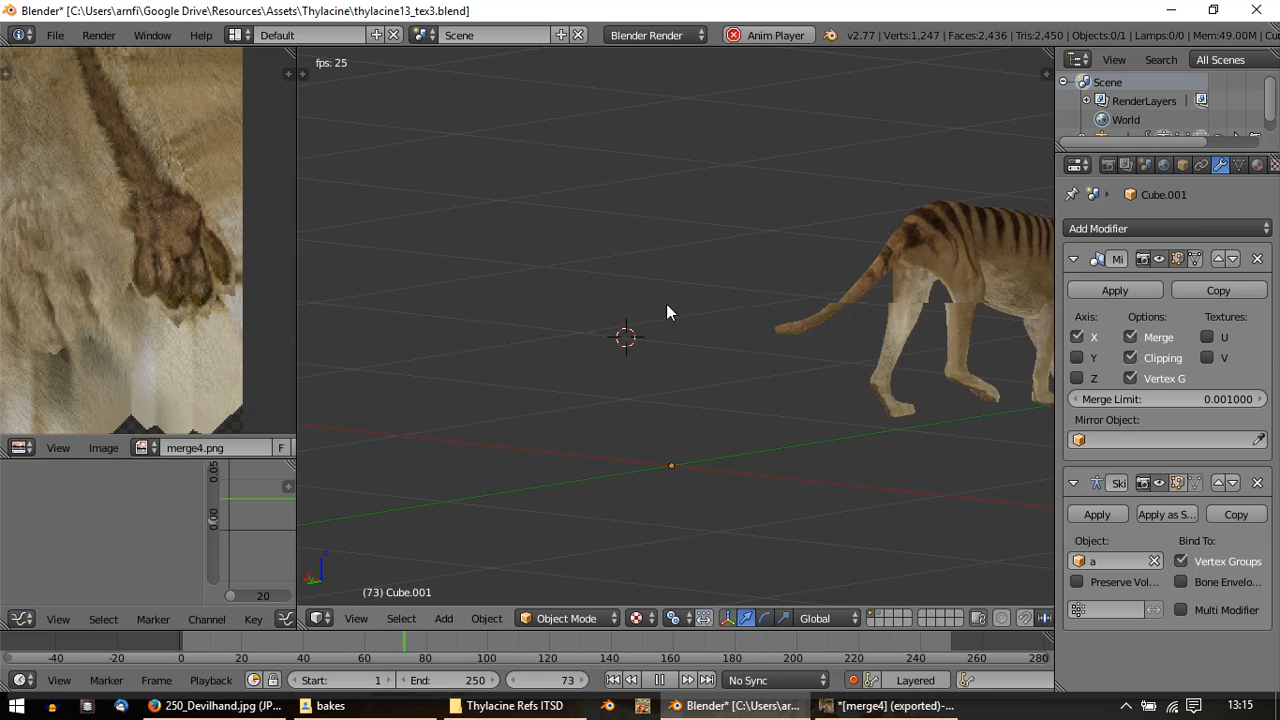 Blender* [C:\Users\arnfi\Google Drive\Resources\Assets\Thylacine\thylacine13_tex3.blend]
File Render Window Help Default Scene Blender Render Anim Player v2.77 | Verts:1,247 | Faces:2,436 | Tris:2,450 | Objects:0/1 | Lamps:0/0 | Mem:49.00M |
fps: 25
View Search All Scenes
Scene
RenderLayers
World
Cube.001
Add Modifier
Mi
Apply Copy
Axis: Options: Textures:
X Merge U
Y Clipping V
Z Vertex G
Merge Limit: 0.001000
Mirror Object:
View Image merge4.png F
0.05
0.00
20
Ski
Apply Apply as S... Copy
Object: Bind To:
a Vertex Groups
Preserve Vol... Bone Envelo...
Multi Modifier
z
(73) Cube.001
View Select Marker Channel Key
View Select Add Object Object Mode Global
-40 -20 0 20 40 60 80 100 120 140 160 180 200 220 240 260 280
View Marker Frame Playback Start: 1 End: 250 73 No Sync Layered
250_Devilhand.jpg (JP... bakes Thylacine Refs ITSD Blender* [C:\Users\ar... *[merge4] (exported)-... 13:15